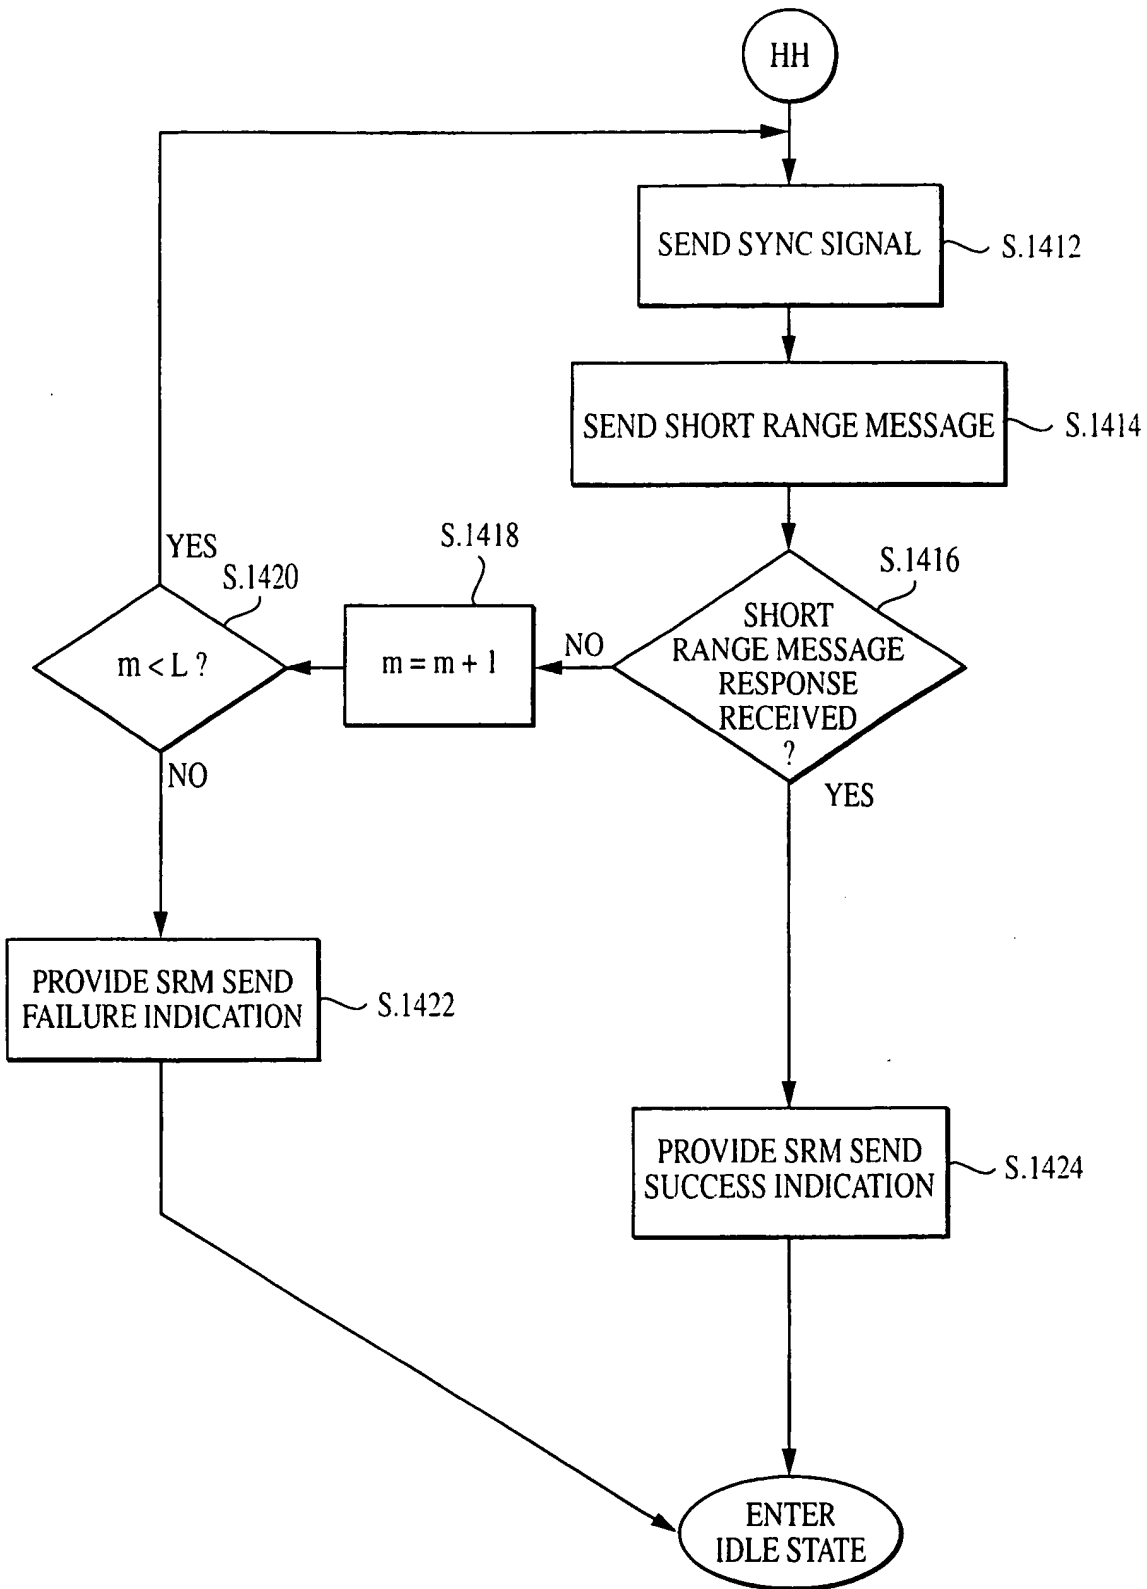 HH
SEND SYNC SIGNAL
S.1412
SEND SHORT RANGE MESSAGE
S.1414
YES
S.1420
m < L ?
S.1418
m = m + 1
NO
S.1416
SHORT
RANGE MESSAGE
RESPONSE
RECEIVED
?
NO
YES
PROVIDE SRM SEND
FAILURE INDICATION
S.1422
PROVIDE SRM SEND
SUCCESS INDICATION
S.1424
ENTER
IDLE STATE